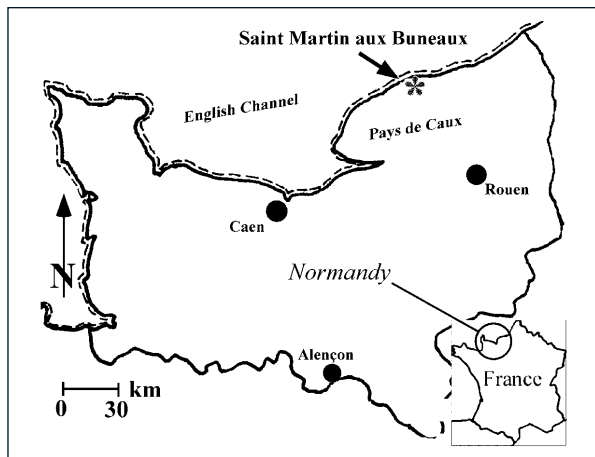 Saint Martin aux Buneaux
English Channel
Pays de Caux
Rouen
Caen
N
Normandy
Alençon
France
km
0 30